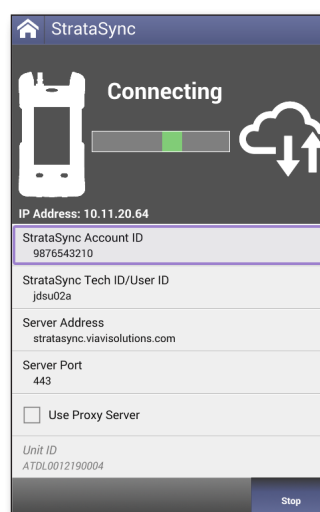 StrataSync
Connecting
IP Address: 10.11.20.64
StrataSync Account ID
9876543210
StrataSync Tech ID/User ID
jdsu02a
Server Address
stratasync.viavisolutions.com
Server Port
443
Use Proxy Server
Unit ID
ATDL0012190004
Stop